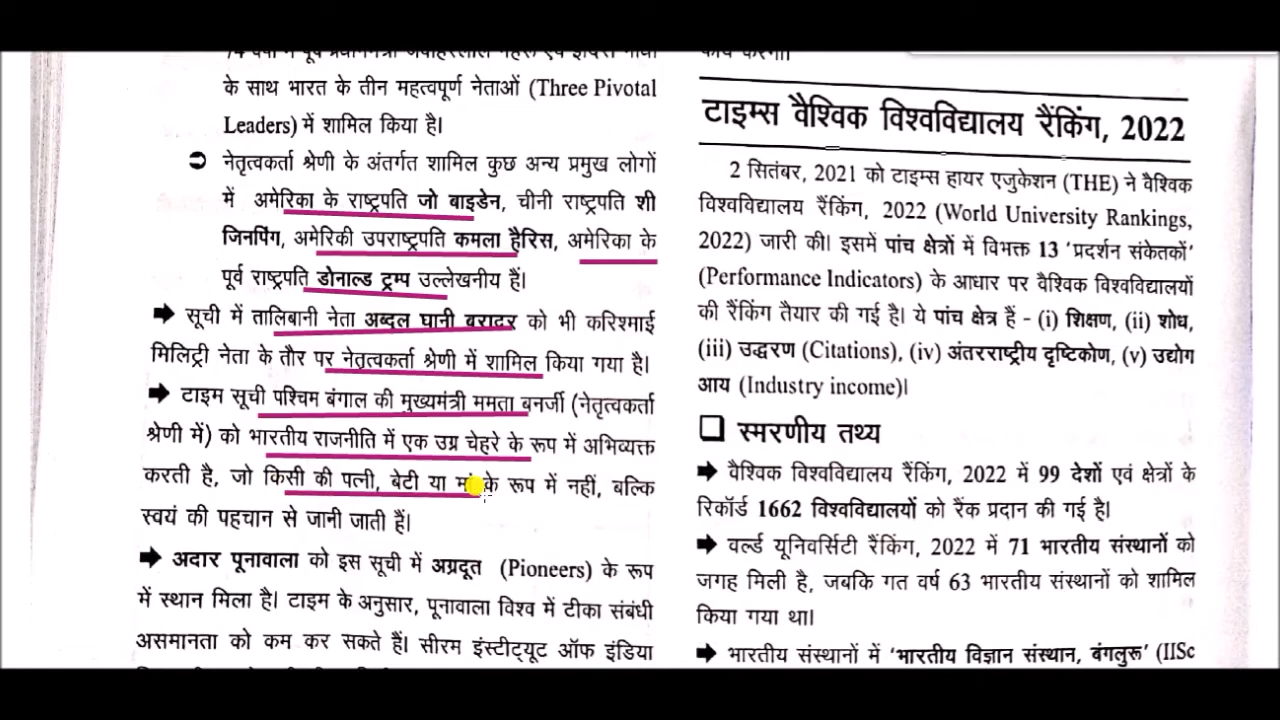 के साथ भारत के तीन महत्वपूर्ण नेताओं (Three Pivotal
Leaders) में शामिल किया है।
नेतृत्वकर्ता श्रेणी के अंतर्गत शामिल कुछ अन्य प्रमुख लोगों
में अमेरिका के राष्ट्रपति जो बाइडेन, चीनी राष्ट्रपति शी
जिनपिंग, अमेरिकी उपराष्ट्रपति कमला हैरिस, अमेरिका के
पूर्व राष्ट्रपति डोनाल्ड ट्रम्प उल्लेखनीय हैं।
सूची में तालिबानी नेता अब्दुल घानी बरादर को भी करिश्माई
मिलिट्री नेता के तौर पर नेतृत्वकर्ता श्रेणी में शामिल किया गया है।
टाइम सूची पश्चिम बंगाल की मुख्यमंत्री ममता बनर्जी (नेतृत्वकर्ता
श्रेणी में) को भारतीय राजनीति में एक उग्र चेहरे के रूप में अभिव्यक्त
करती है, जो किसी की पत्नी, बेटी या के रूप में नहीं, बल्कि
स्वयं की पहचान से जानी जाती हैं।
अदार पूनावाला को इस सूची में अग्रदूत (Pioneers) के रूप
में स्थान मिला है। टाइम के अनुसार, पूनावाला विश्व में टीका संबंधी
असमानता को कम कर सकते हैं। सीरम इंस्टीट्यूट ऑफ इंडिया
टाइम्स वैश्विक विश्वविद्यालय रैंकिंग, 2022
2 सितंबर, 2021 को टाइम्स हायर एजुकेशन (THE) ने वैश्विक
विश्वविद्यालय रैंकिंग, 2022 (World University Rankings,
2022) जारी की। इसमें पांच क्षेत्रों में विभक्त 13 'प्रदर्शन संकेतकों'
(Performance Indicators) के आधार पर वैश्विक विश्वविद्यालयों
की रैंकिंग तैयार की गई है। ये पांच क्षेत्र हैं - (i) शिक्षण, (ii) शोध,
(iii) उद्धरण (Citations), (iv) अंतरराष्ट्रीय दृष्टिकोण, (v) उद्योग
आय (Industry income)।
स्मरणीय तथ्य
वैश्विक विश्वविद्यालय रैंकिंग, 2022 में 99 देशों एवं क्षेत्रों के
रिकॉर्ड 1662 विश्वविद्यालयों को रैंक प्रदान की गई है।
वर्ल्ड यूनिवर्सिटी रैंकिंग, 2022 में 71 भारतीय संस्थानों को
जगह मिली है, जबकि गत वर्ष 63 भारतीय संस्थानों को शामिल
किया गया था।
भारतीय संस्थानों में 'भारतीय विज्ञान संस्थान, बंगलुरू' (IISc